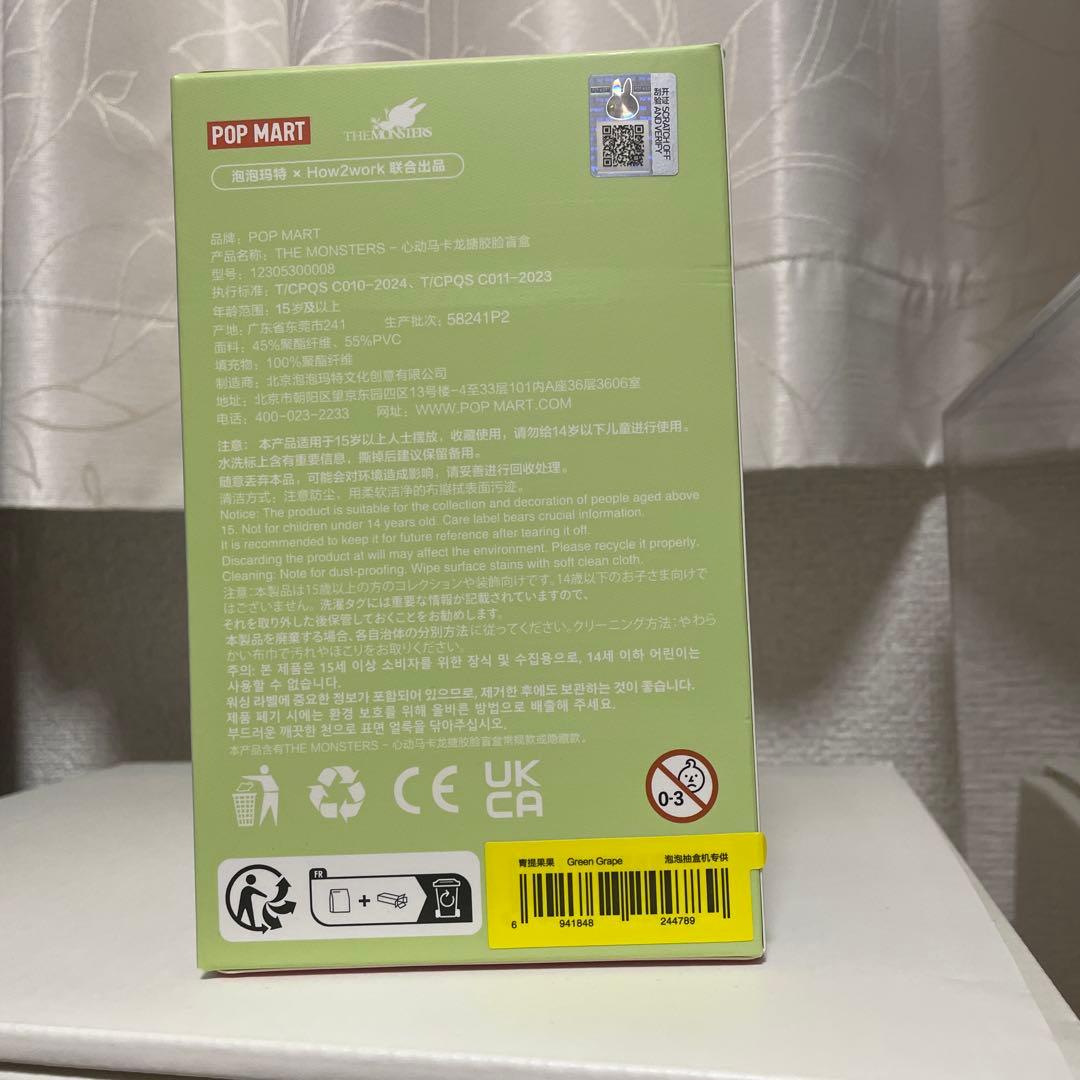 POP MART
THE MONSTERS
泡泡玛特 × How2work 联合出品
开证 SCRATCH OFF
刮验 AND VERIFY
品牌：POP MART
产品名称：THE MONSTERS – 心动马卡龙搪胶脸盲盒
型号：12305300008
执行标准：T/CPQS C010-2024、T/CPQS C011-2023
年龄范围：15岁及以上
产地：广东省东莞市241 生产批次：58241P2
面料：45%聚酯纤维、55%PVC
填充物：100%聚酯纤维
制造商：北京泡泡玛特文化创意有限公司
地址：北京市朝阳区望京东园四区13号楼-4至33层101内A座36层3606室
电话：400-023-2233 网址：WWW.POP MART.COM
注意：本产品适用于15岁以上人士摆放，收藏使用，请勿给14岁以下儿童进行使用。
水洗标上含有重要信息，撕掉后建议保留备用。
随意丢弃本品，可能会对环境造成影响，请妥善进行回收处理。
清洁方式：注意防尘，用柔软洁净的布擦拭表面污迹。
Notice: The product is suitable for the collection and decoration of people aged above
15. Not for children under 14 years old. Care label bears crucial information.
It is recommended to keep it for future reference after tearing it off.
Discarding the product at will may affect the environment. Please recycle it properly.
Cleaning: Note for dust-proofing. Wipe surface stains with soft clean cloth.
注意：本製品は15歳以上の方のコレクションや装飾向けです。14歳以下のお子さま向けで
はございません。洗濯タグには重要な情報が記載されていますので、
それを取り外した後保管しておくことをお勧めします。
本製品を廃棄する場合、各自治体の分別方法に従ってください。クリーニング方法：やわら
かい布巾で汚れやほこりをお取りください。
주의: 본 제품은 15세 이상 소비자를 위한 장식 및 수집용으로, 14세 이하 어린이는
사용할 수 없습니다.
워싱 라벨에 중요한 정보가 포함되어 있으므로, 제거한 후에도 보관하는 것이 좋습니다.
제품 폐기 시에는 환경 보호를 위해 올바른 방법으로 배출해 주세요.
부드러운 깨끗한 천으로 표면 얼룩을 닦아주십시오.
本产品含有THE MONSTERS – 心动马卡龙搪胶脸盲盒常规款或隐藏款。
CE
UK
CA
0-3
FR
+
青提果果 Green Grape 泡泡抽盒机专供
6 941848 244789